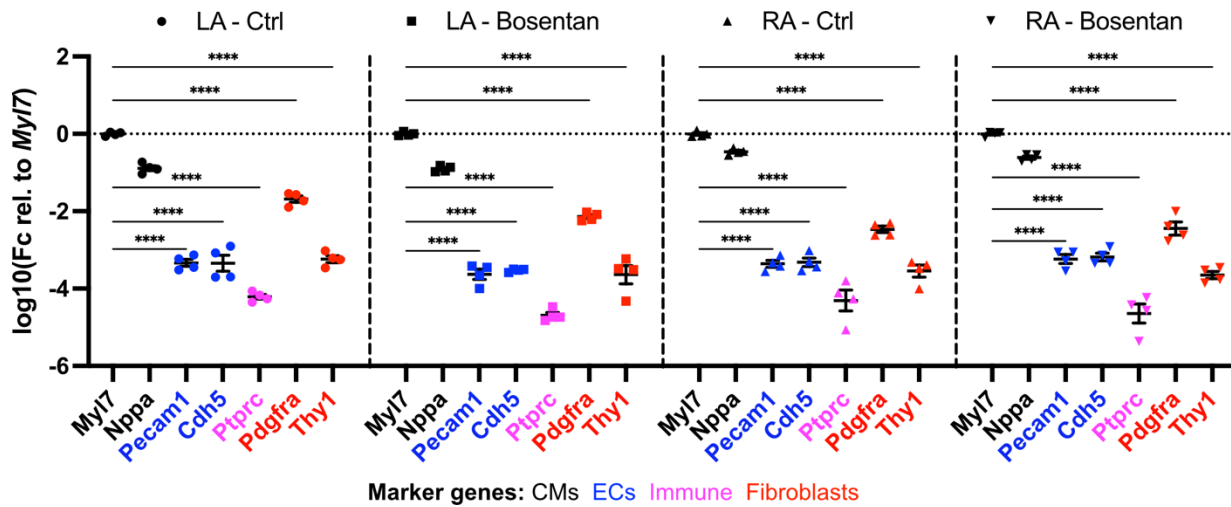 LA - Ctrl LA - Bosentan RA - Ctrl RA - Bosentan
log10(Fc rel. to Myl7)
2
0
-2
-4
-6
**** **** **** ****
**** **** **** ****
**** **** **** ****
**** **** **** ****
**** **** **** ****
Myl7 Nppa Pecam1 Cdh5 Ptprc Pdgfra Thy1 Myl7 Nppa Pecam1 Cdh5 Ptprc Pdgfra Thy1 Myl7 Nppa Pecam1 Cdh5 Ptprc Pdgfra Thy1 Myl7 Nppa Pecam1 Cdh5 Ptprc Pdgfra Thy1
Marker genes: CMs ECs Immune Fibroblasts